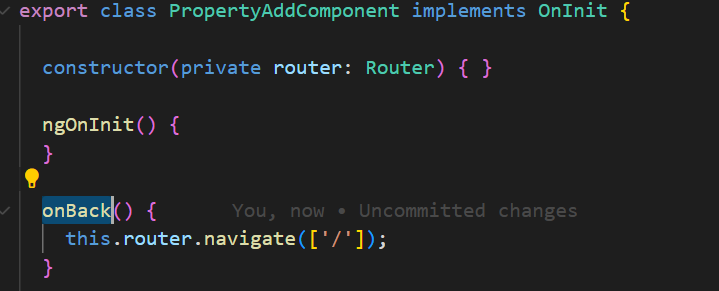 export class PropertyAddComponent implements OnInit {
constructor(private router: Router) { }
ngOnInit() {
}
onBack() { You, now • Uncommitted changes
this.router.navigate(['/']);
}